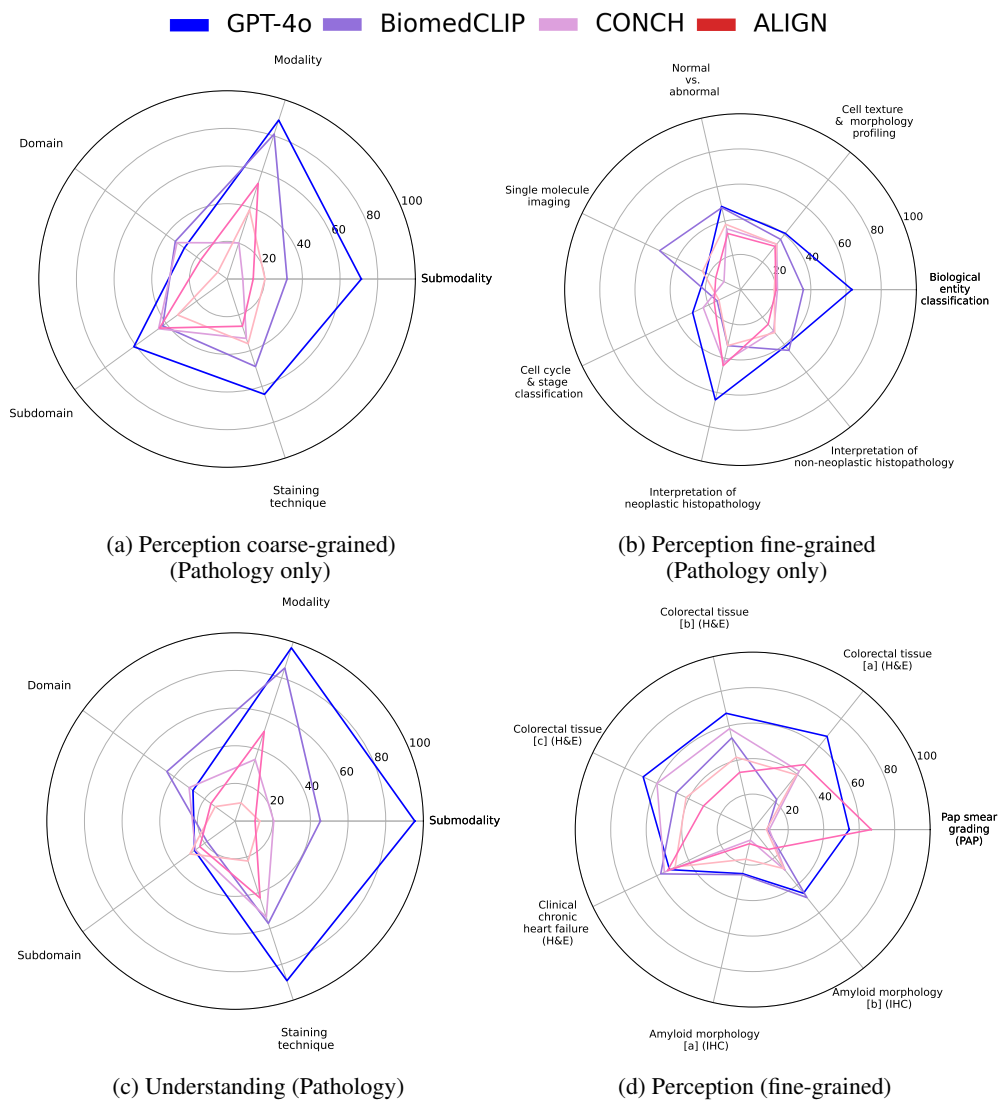 GPT-4o BiomedCLIP CONCH ALIGN
Modality
Domain
100
80
60
40
20
Submodality
Subdomain
Staining
technique
(a) Perception coarse-grained)
(Pathology only)
Normal
vs.
abnormal
Cell texture
& morphology
profiling
Single molecule
imaging
100
80
60
40
20
Biological
entity
classification
Cell cycle
& stage
classification
Interpretation of
non-neoplastic histopathology
Interpretation of
neoplastic histopathology
(b) Perception fine-grained
(Pathology only)
Modality
Domain
100
80
60
40
20
Submodality
Subdomain
Staining
technique
(c) Understanding (Pathology)
Colorectal tissue
[b] (H&E)
Colorectal tissue
[a] (H&E)
Colorectal tissue
[c] (H&E)
100
80
60
40
20
Pap smear
grading
(PAP)
Clinical
chronic
heart failure
(H&E)
Amyloid morphology
[b] (IHC)
Amyloid morphology
[a] (IHC)
(d) Perception (fine-grained)